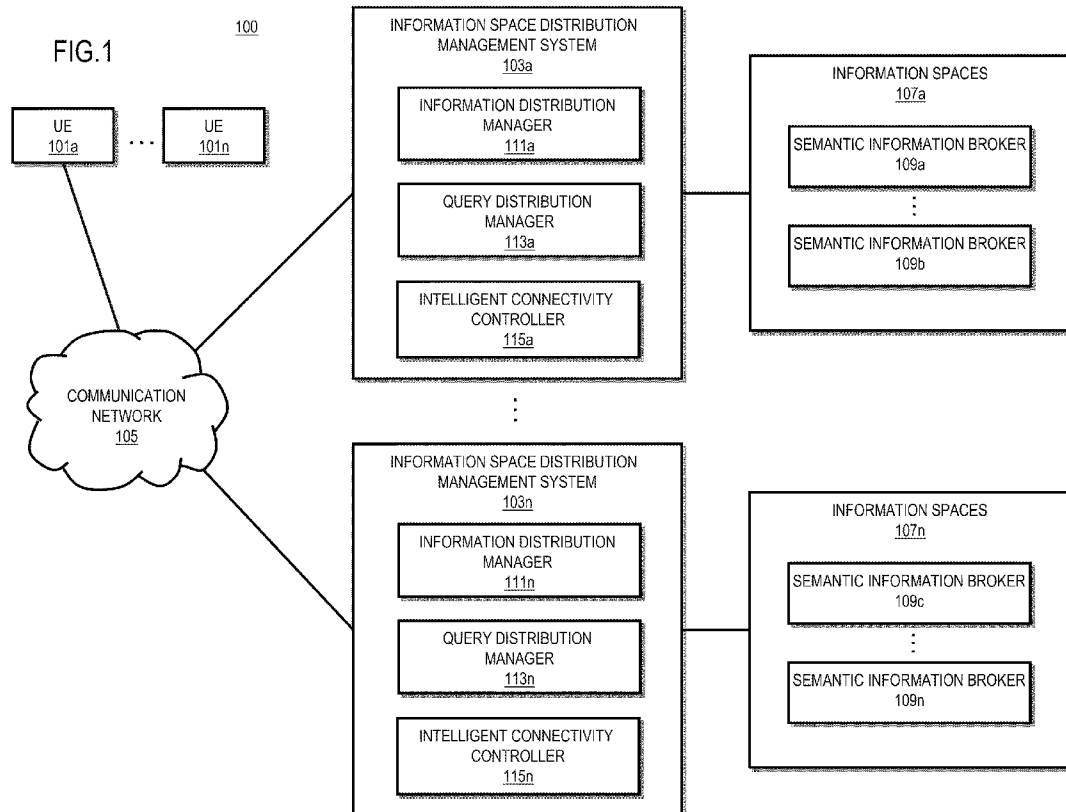 FIG.1
100
UE
101a
...
UE
101n
COMMUNICATION
NETWORK
105
INFORMATION SPACE DISTRIBUTION
MANAGEMENT SYSTEM
103a
INFORMATION DISTRIBUTION
MANAGER
111a
QUERY DISTRIBUTION
MANAGER
113a
INTELLIGENT CONNECTIVITY
CONTROLLER
115a
INFORMATION SPACES
107a
SEMANTIC INFORMATION BROKER
109a
SEMANTIC INFORMATION BROKER
109b
INFORMATION SPACE DISTRIBUTION
MANAGEMENT SYSTEM
103n
INFORMATION DISTRIBUTION
MANAGER
111n
QUERY DISTRIBUTION
MANAGER
113n
INTELLIGENT CONNECTIVITY
CONTROLLER
115n
INFORMATION SPACES
107n
SEMANTIC INFORMATION BROKER
109c
SEMANTIC INFORMATION BROKER
109n